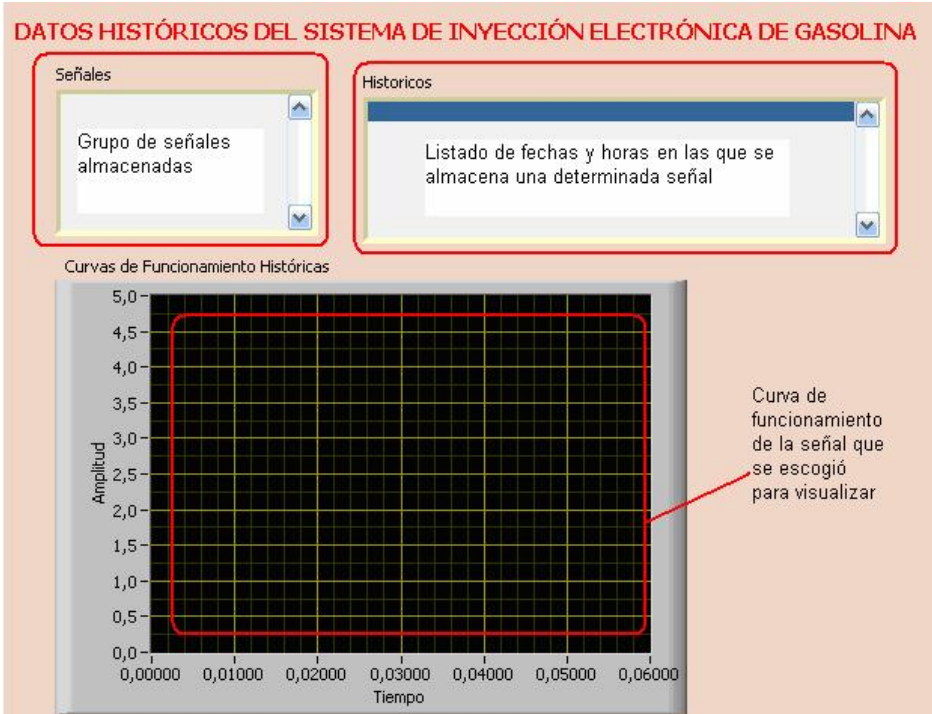 DATOS HISTÓRICOS DEL SISTEMA DE INYECCIÓN ELECTRÓNICA DE GASOLINA
Señales
Grupo de señales
almacenadas
Historicos
Listado de fechas y horas en las que se
almacena una determinada señal
Curvas de Funcionamiento Históricas
5,0
4,5
4,0
3,5
3,0
2,5
2,0
1,5
1,0
0,5
0,0
Amplitud
0,00000 0,01000 0,02000 0,03000 0,04000 0,05000 0,06000
Tiempo
Curva de
funcionamiento
de la señal que
se escogió
para visualizar